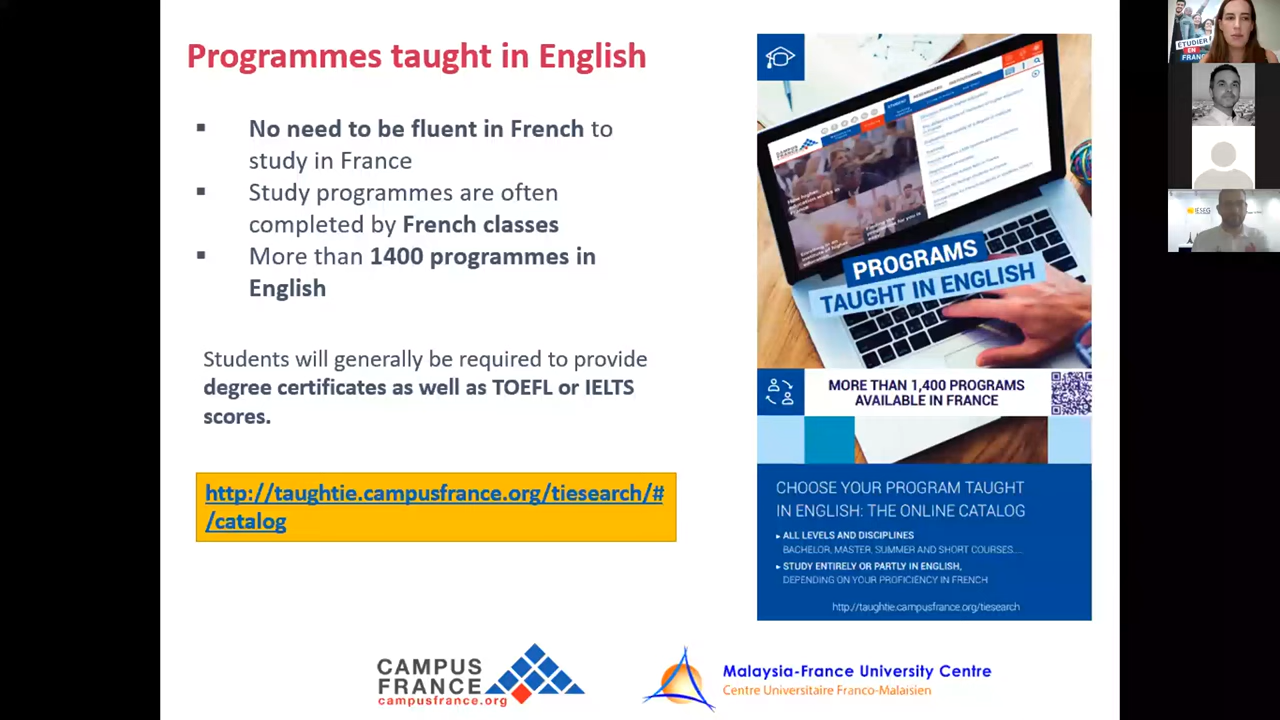 Programmes taught in English
▪ No need to be fluent in French to
study in France
▪ Study programmes are often
completed by French classes
▪ More than 1400 programmes in
English
Students will generally be required to provide
degree certificates as well as TOEFL or IELTS
scores.
http://taughtie.campusfrance.org/tiesearch/#
/catalog
PROGRAMS
TAUGHT IN ENGLISH
MORE THAN 1,400 PROGRAMS
AVAILABLE IN FRANCE
CHOOSE YOUR PROGRAM TAUGHT
IN ENGLISH: THE ONLINE CATALOG
▸ ALL LEVELS AND DISCIPLINES
BACHELOR, MASTER, SUMMER AND SHORT COURSES....
▸ STUDY ENTIRELY OR PARTLY IN ENGLISH,
DEPENDING ON YOUR PROFICIENCY IN FRENCH
http://taughtie.campusfrance.org/tiesearch
CAMPUS
FRANCE
campusfrance.org
Malaysia-France University Centre
Centre Universitaire Franco-Malaisien
ÉTUDIER
EN
FRANCE
IESEG